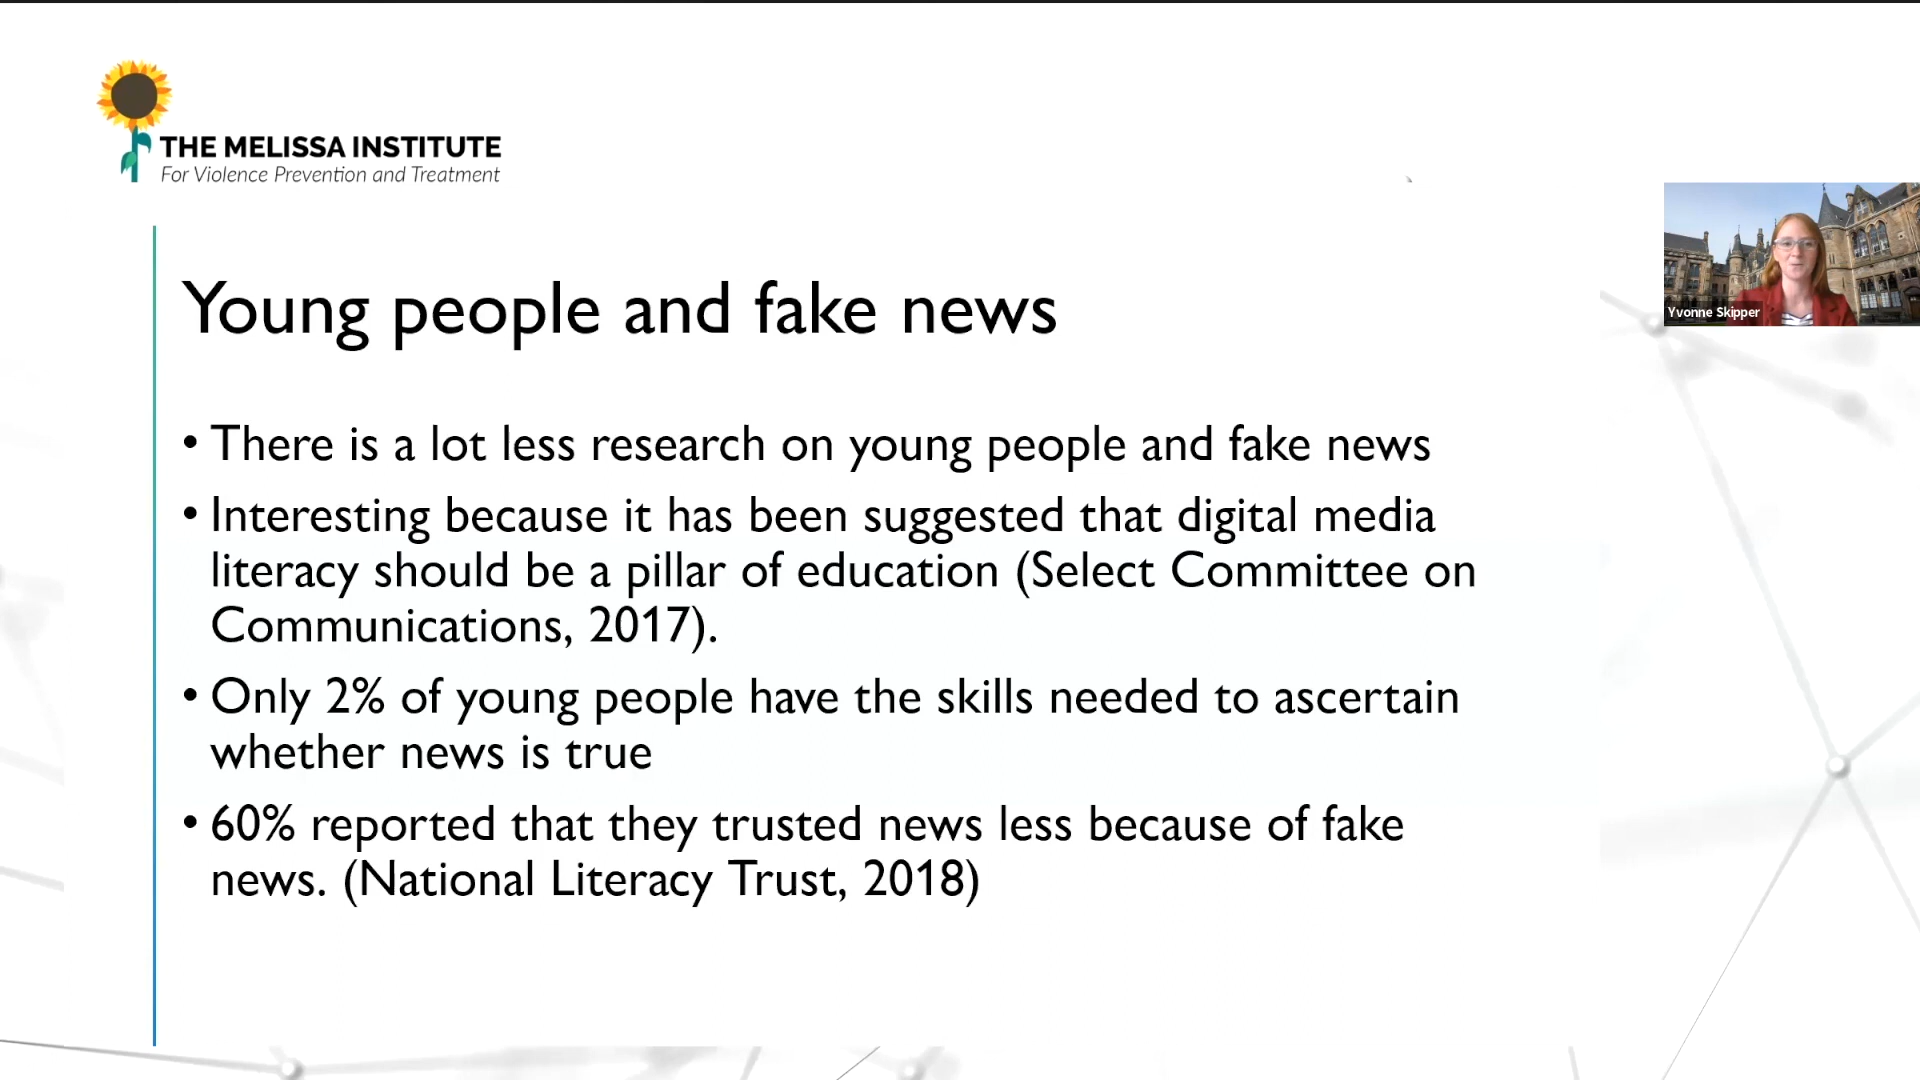 THE MELISSA INSTITUTE
For Violence Prevention and Treatment
Yvonne Skipper
Young people and fake news
• There is a lot less research on young people and fake news
• Interesting because it has been suggested that digital media
literacy should be a pillar of education (Select Committee on
Communications, 2017).
• Only 2% of young people have the skills needed to ascertain
whether news is true
• 60% reported that they trusted news less because of fake
news. (National Literacy Trust, 2018)